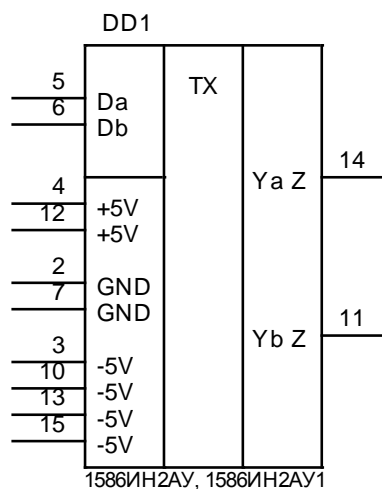 DD1
TX
5 Da
6 Db
Ya Z 14
4 +5V
12 +5V
2 GND
7 GND
Yb Z 11
3 -5V
10 -5V
13 -5V
15 -5V
1586ИН2АУ, 1586ИН2АУ1